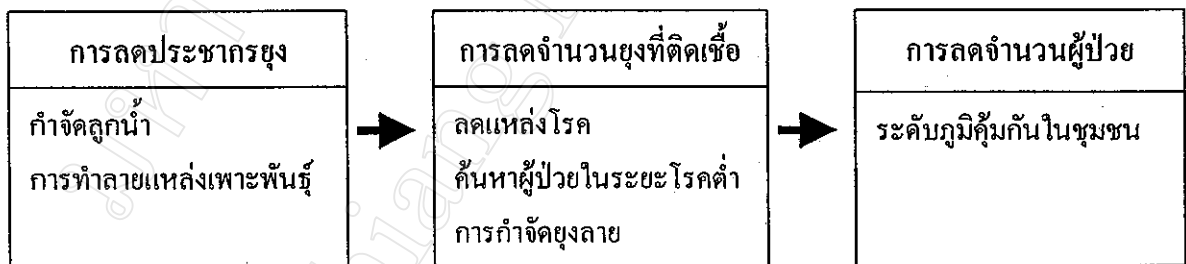 การลดประชากรยุง
กำจัดลูกน้ำ
การทำลายแหล่งเพาะพันธุ์
การลดจำนวนยุงที่ติดเชื้อ
ลดแหล่งโรค
ค้นหาผู้ป่วยในระยะโรคต่ำ
การกำจัดยุงลาย
การลดจำนวนผู้ป่วย
ระดับภูมิคุ้มกันในชุมชน